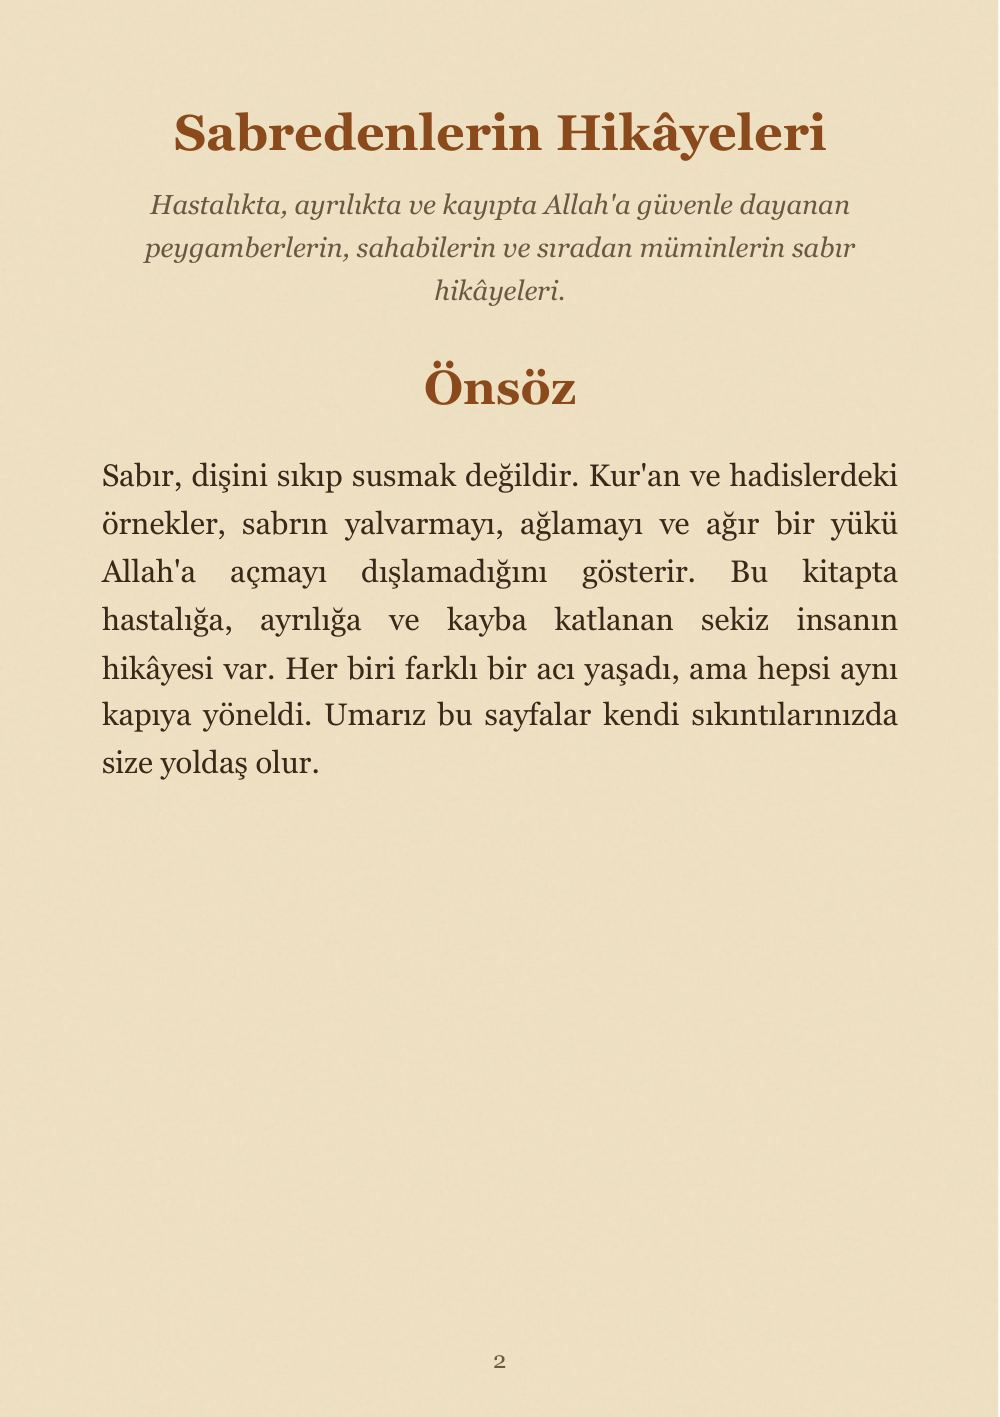 Sabredenlerin Hikâyeleri
Hastalıkta, ayrılıkta ve kayıpta Allah'a güvenle dayanan
peygamberlerin, sahabilerin ve sıradan müminlerin sabır
hikâyeleri.
Önsöz
Sabır, dişini sıkıp susmak değildir. Kur'an ve hadislerdeki
örnekler, sabrın yalvarmayı, ağlamayı ve ağır bir yükü
Allah'a açmayı dışlamadığını gösterir. Bu kitapta
hastalığa, ayrılığa ve kayba katlanan sekiz insanın
hikâyesi var. Her biri farklı bir acı yaşadı, ama hepsi aynı
kapıya yöneldi. Umarız bu sayfalar kendi sıkıntılarınızda
size yoldaş olur.
2